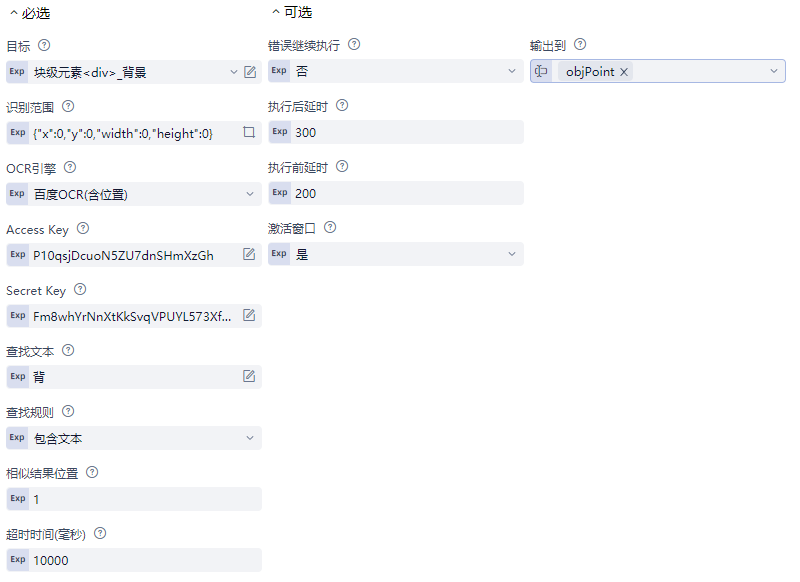 必选
目标
Exp 块级元素<div>_背景
识别范围
Exp {"x":0,"y":0,"width":0,"height":0}
OCR引擎
Exp 百度OCR(含位置)
Access Key
Exp P10qsjDcuoN5ZU7dnSHmXzGh
Secret Key
Exp Fm8whYrNnXtKkSvqVPUYL573Xf...
查找文本
Exp 背
查找规则
Exp 包含文本
相似结果位置
Exp 1
超时时间(毫秒)
Exp 10000
可选
错误继续执行
Exp 否
执行后延时
Exp 300
执行前延时
Exp 200
激活窗口
Exp 是
输出到
objPoint